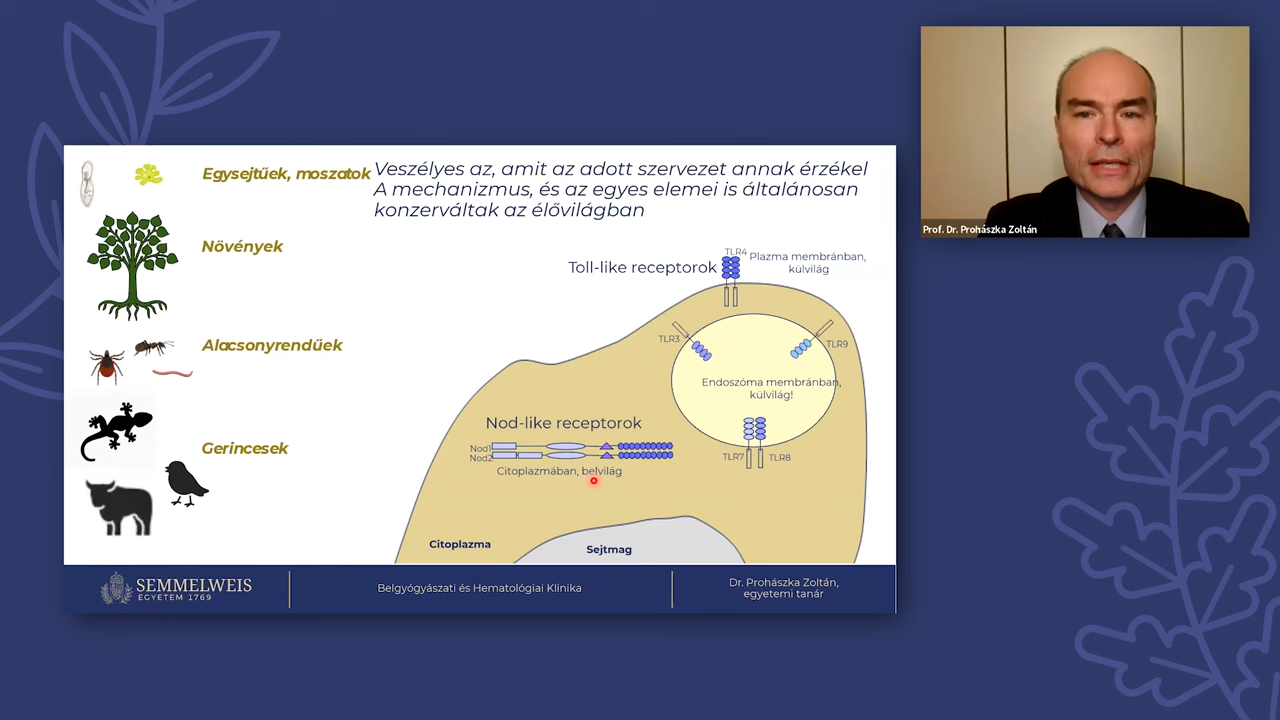 Egysejtűek, moszatok
Veszélyes az, amit az adott szervezet annak érzékel
A mechanizmus, és az egyes elemei is általánosan
konzerváltak az élővilágban
Növények
Alacsonyrendűek
Gerincesek
Toll-like receptorok
TLR4
Plazma membránban,
külvilág
TLR3
TLR9
Endoszóma membránban,
külvilág!
TLR7
TLR8
Nod-like receptorok
Nod1
Nod2
Citoplazmában, belvilág
Citoplazma
Sejtmag
SEMMELWEIS
EGYETEM 1769
Belgyógyászati és Hematológiai Klinika
Dr. Prohászka Zoltán,
egyetemi tanár
Prof. Dr. Prohászka Zoltán